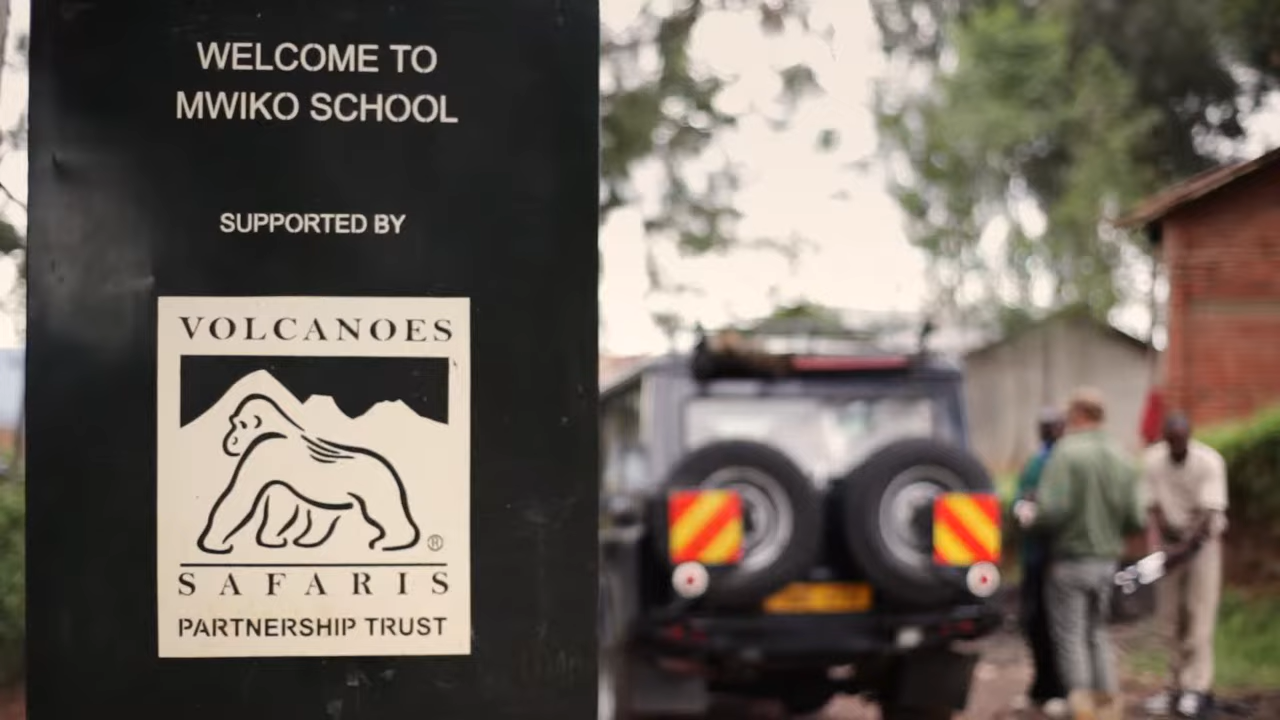 WELCOME TO
MWIKO SCHOOL
SUPPORTED BY
VOLCANOES
®
SAFARIS
PARTNERSHIP TRUST